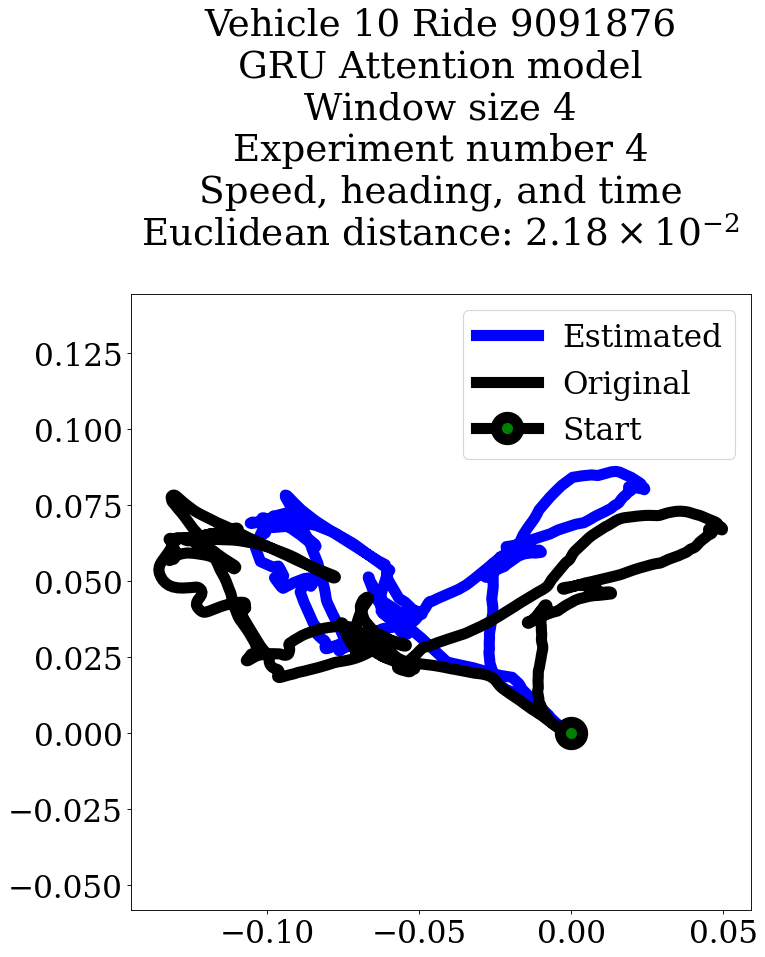 Vehicle 10 Ride 9091876
GRU Attention model
Window size 4
Experiment number 4
Speed, heading, and time
Euclidean distance: 2.18 × 10⁻²
Estimated
Original
Start
0.125
0.100
0.075
0.050
0.025
0.000
−0.025
−0.050
−0.10 −0.05 0.00 0.05